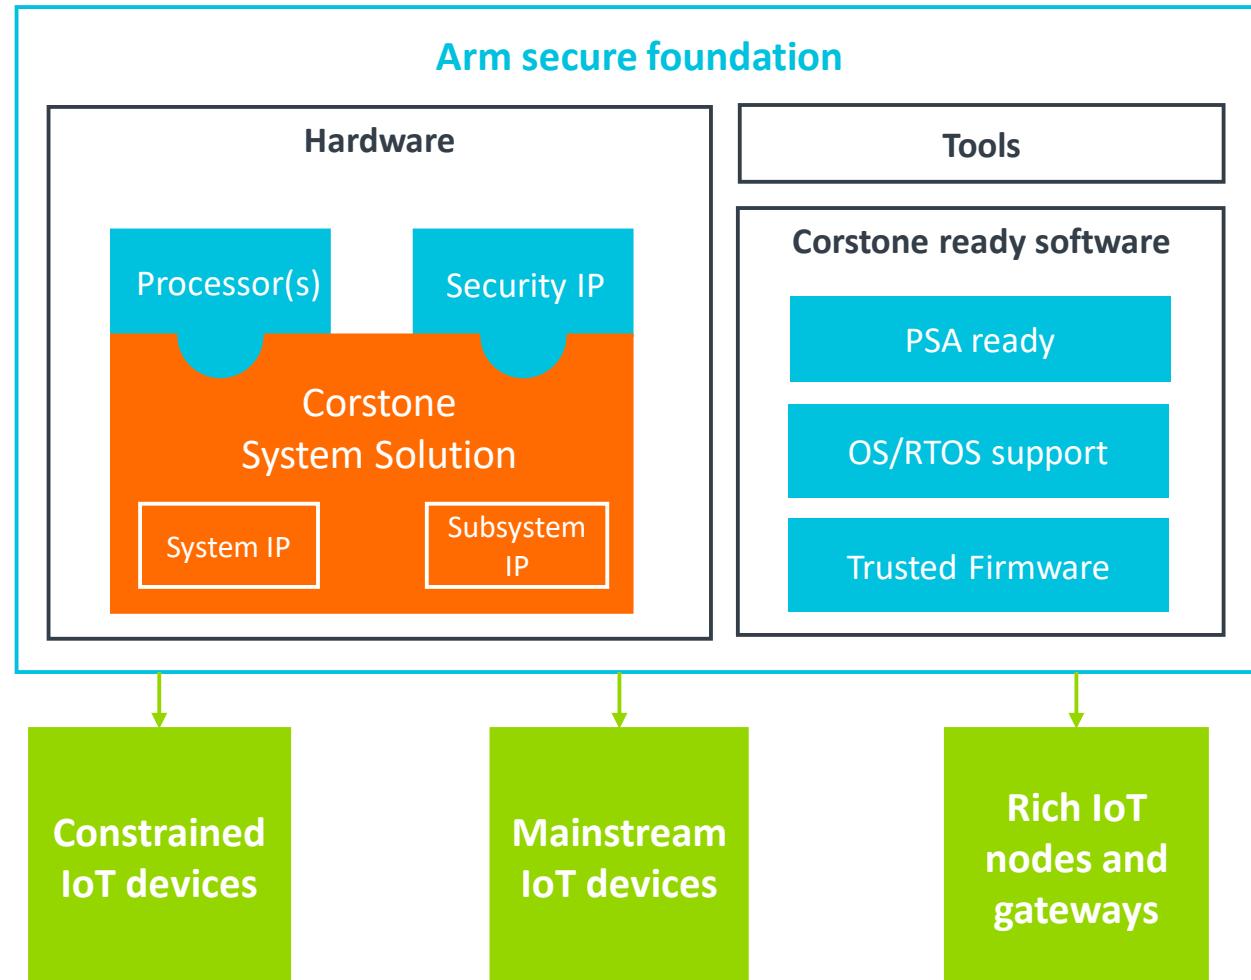 Arm secure foundation
Hardware
Processor(s)
Security IP
Corstone
System Solution
System IP
Subsystem
IP
Tools
Corstone ready software
PSA ready
OS/RTOS support
Trusted Firmware
Constrained
IoT devices
Mainstream
IoT devices
Rich IoT
nodes and
gateways